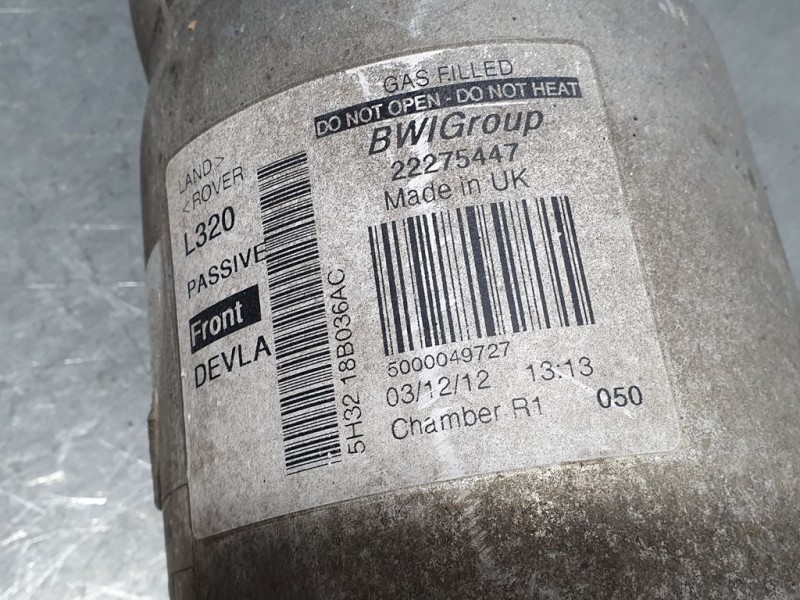 GAS FILLED
DO NOT OPEN - DO NOT HEAT
BWIGroup
22275447
Made in UK
LAND>
<ROVER
L320
PASSIVE
Front
DEVLA
5H32 18B036AC
5000049727
03/12/12 13:13
Chamber R1 050